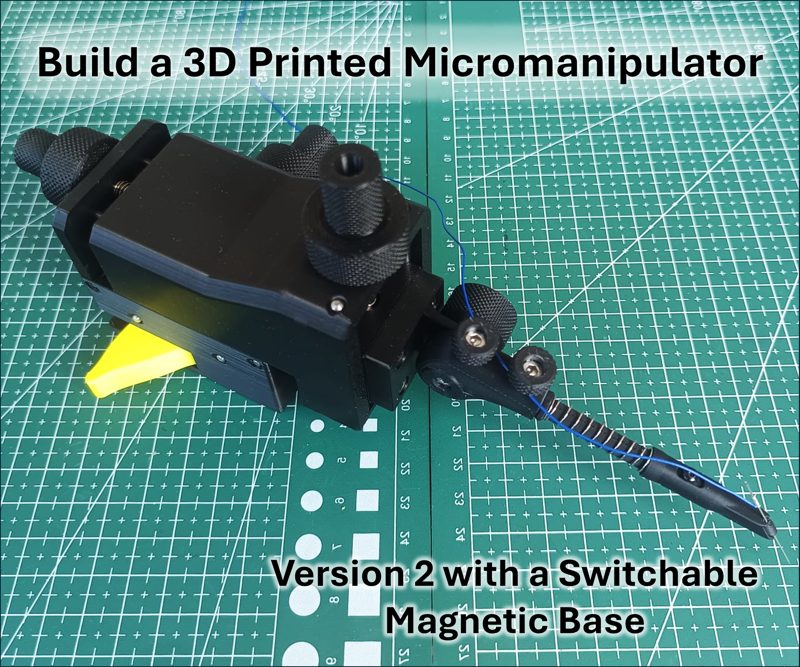 Build a 3D Printed Micromanipulator
Version 2 with a Switchable
Magnetic Base